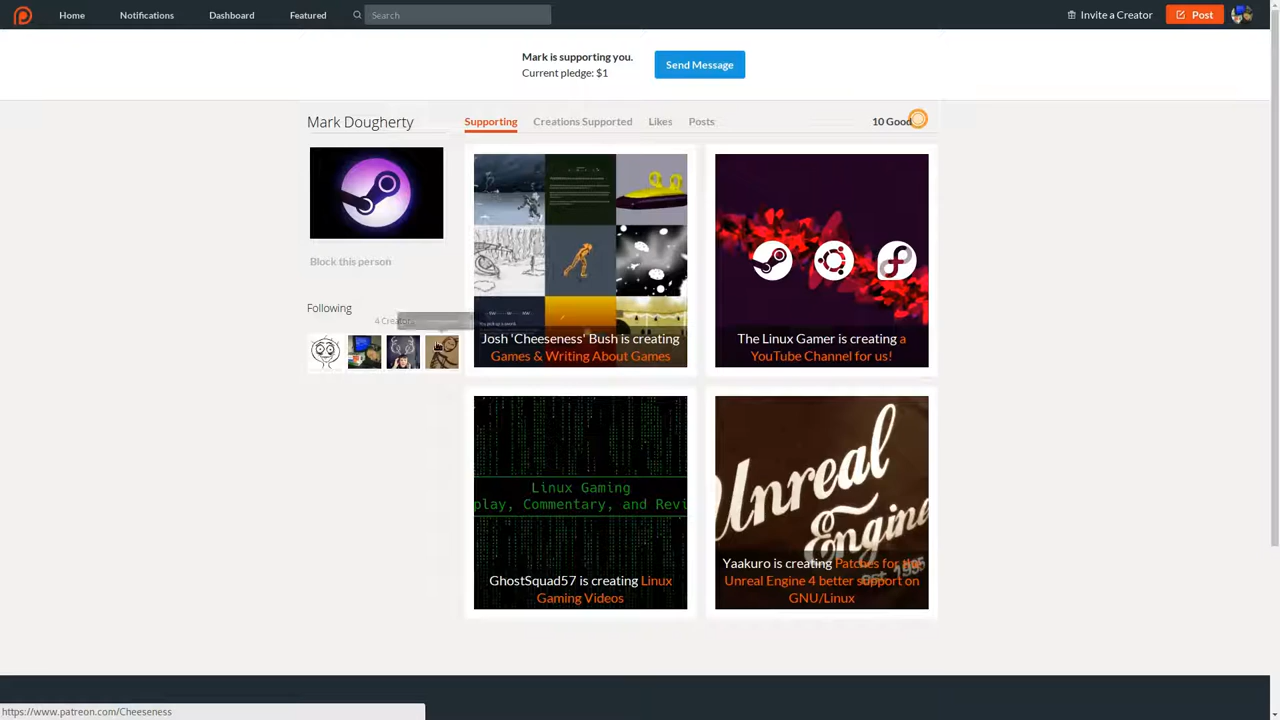 Home Notifications Dashboard Featured Search Invite a Creator Post
Mark is supporting you.
Current pledge: $1
Send Message
Mark Dougherty
Supporting Creations Supported Likes Posts 10 Good
Block this person
Following
4 Creators
Josh 'Cheeseness' Bush is creating
Games & Writing About Games
The Linux Gamer is creating a
YouTube Channel for us!
Linux Gaming
play, Commentary, and Revi
GhostSquad57 is creating Linux
Gaming Videos
Unreal
Engine
est 1995
Yaakuro is creating Patches for the
Unreal Engine 4 better support on
GNU/Linux
https://www.patreon.com/Cheeseness